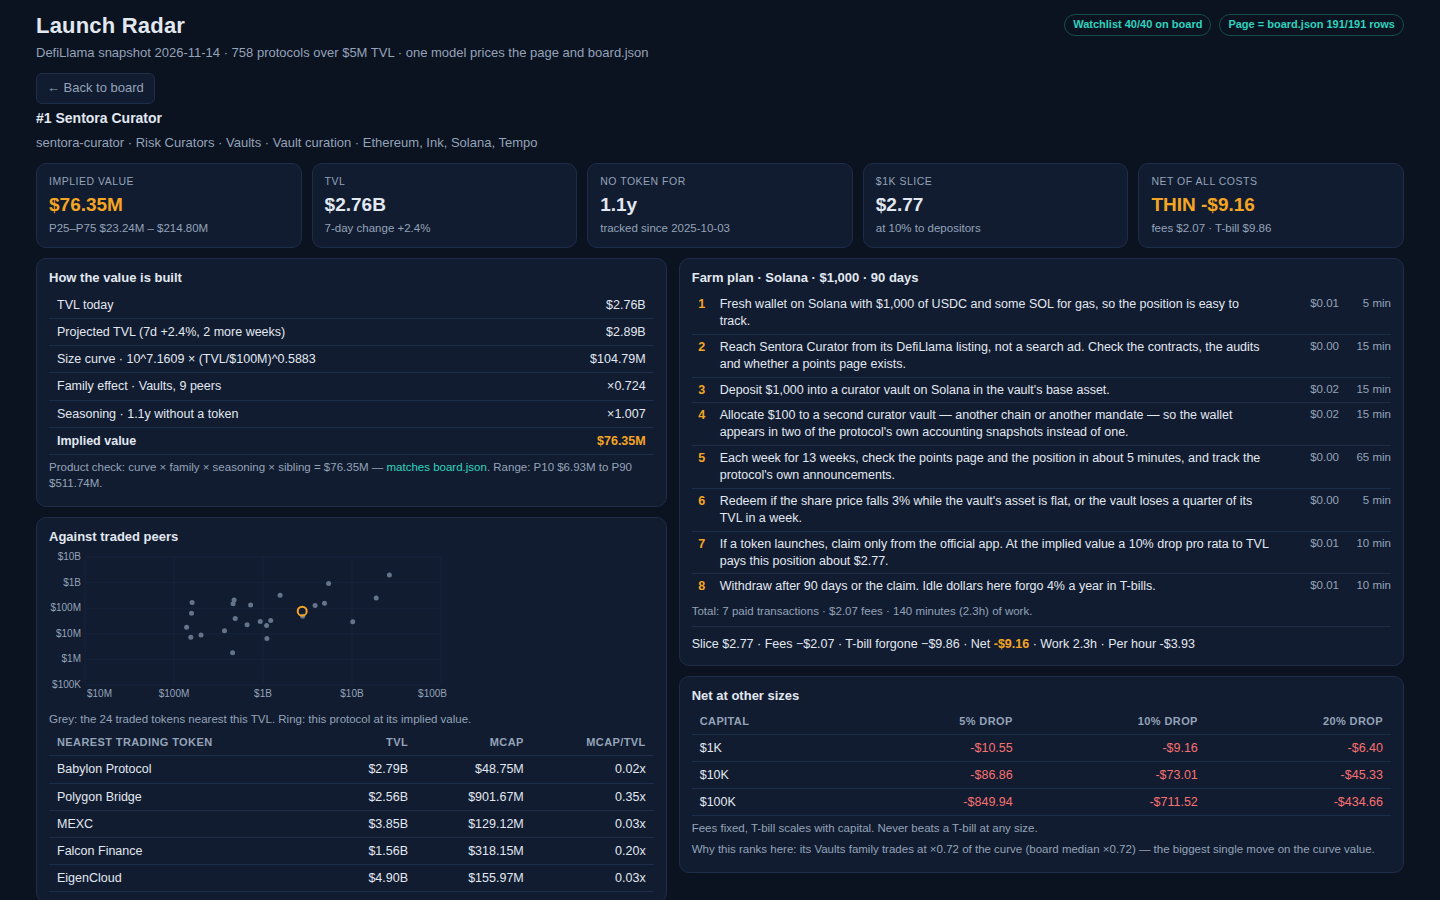 Launch Radar
Watchlist 40/40 on board
Page = board.json 191/191 rows
DefiLlama snapshot 2026-11-14 · 758 protocols over $5M TVL · one model prices the page and board.json
← Back to board
#1 Sentora Curator
sentora-curator · Risk Curators · Vaults · Vault curation · Ethereum, Ink, Solana, Tempo
IMPLIED VALUE
$76.35M
P25–P75 $23.24M – $214.80M
TVL
$2.76B
7-day change +2.4%
NO TOKEN FOR
1.1y
tracked since 2025-10-03
$1K SLICE
$2.77
at 10% to depositors
NET OF ALL COSTS
THIN -$9.16
fees $2.07 · T-bill $9.86
How the value is built
TVL today $2.76B
Projected TVL (7d +2.4%, 2 more weeks) $2.89B
Size curve · 10^7.1609 × (TVL/$100M)^0.5883 $104.79M
Family effect · Vaults, 9 peers ×0.724
Seasoning · 1.1y without a token ×1.007
Implied value $76.35M
Product check: curve × family × seasoning × sibling = $76.35M — matches board.json. Range: P10 $6.93M to P90
$511.74M.
Against traded peers
$10B
$1B
$100M
$10M
$1M
$100K
$10M $100M $1B $10B $100B
Grey: the 24 traded tokens nearest this TVL. Ring: this protocol at its implied value.
NEAREST TRADING TOKEN TVL MCAP MCAP/TVL
Babylon Protocol $2.79B $48.75M 0.02x
Polygon Bridge $2.56B $901.67M 0.35x
MEXC $3.85B $129.12M 0.03x
Falcon Finance $1.56B $318.15M 0.20x
EigenCloud $4.90B $155.97M 0.03x
Farm plan · Solana · $1,000 · 90 days
1 Fresh wallet on Solana with $1,000 of USDC and some SOL for gas, so the position is easy to $0.01 5 min
track.
2 Reach Sentora Curator from its DefiLlama listing, not a search ad. Check the contracts, the audits $0.00 15 min
and whether a points page exists.
3 Deposit $1,000 into a curator vault on Solana in the vault's base asset. $0.02 15 min
4 Allocate $100 to a second curator vault — another chain or another mandate — so the wallet $0.02 15 min
appears in two of the protocol's own accounting snapshots instead of one.
5 Each week for 13 weeks, check the points page and the position in about 5 minutes, and track the $0.00 65 min
protocol's own announcements.
6 Redeem if the share price falls 3% while the vault's asset is flat, or the vault loses a quarter of its $0.00 5 min
TVL in a week.
7 If a token launches, claim only from the official app. At the implied value a 10% drop pro rata to TVL $0.01 10 min
pays this position about $2.77.
8 Withdraw after 90 days or the claim. Idle dollars here forgo 4% a year in T-bills. $0.01 10 min
Total: 7 paid transactions · $2.07 fees · 140 minutes (2.3h) of work.
Slice $2.77 · Fees −$2.07 · T-bill forgone −$9.86 · Net -$9.16 · Work 2.3h · Per hour -$3.93
Net at other sizes
CAPITAL 5% DROP 10% DROP 20% DROP
$1K -$10.55 -$9.16 -$6.40
$10K -$86.86 -$73.01 -$45.33
$100K -$849.94 -$711.52 -$434.66
Fees fixed, T-bill scales with capital. Never beats a T-bill at any size.
Why this ranks here: its Vaults family trades at ×0.72 of the curve (board median ×0.72) — the biggest single move on the curve value.